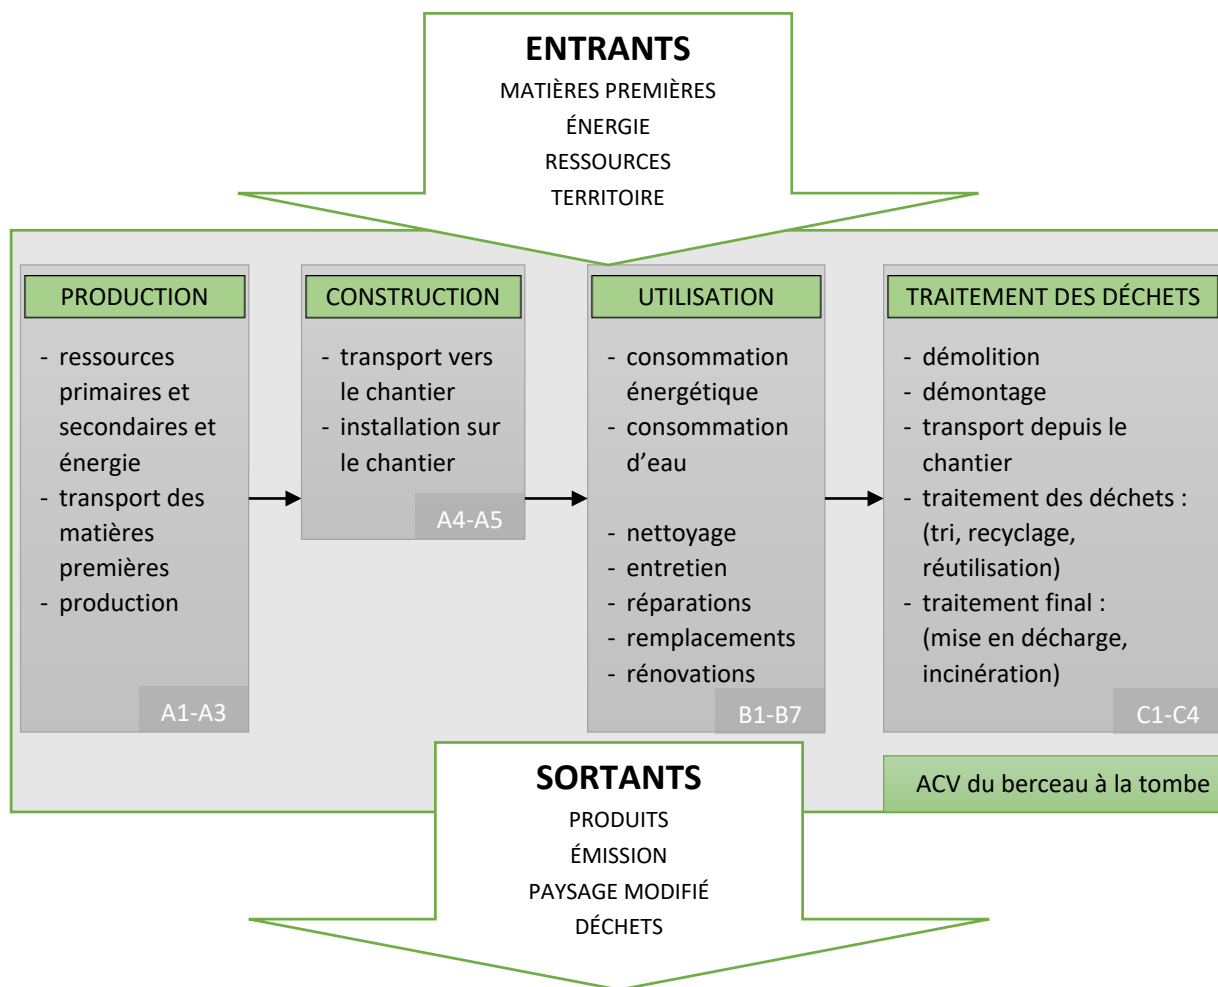 ENTRANTS
MATIÈRES PREMIÈRES
ÉNERGIE
RESSOURCES
TERRITOIRE
PRODUCTION
- ressources
primaires et
secondaires et
énergie
- transport des
matières
premières
- production
A1-A3
CONSTRUCTION
- transport vers
le chantier
- installation sur
le chantier
A4-A5
UTILISATION
- consommation
énergétique
- consommation
d’eau
- nettoyage
- entretien
- réparations
- remplacements
- rénovations
B1-B7
TRAITEMENT DES DÉCHETS
- démolition
- démontage
- transport depuis le
chantier
- traitement des déchets :
(tri, recyclage,
réutilisation)
- traitement final :
(mise en décharge,
incinération)
C1-C4
ACV du berceau à la tombe
SORTANTS
PRODUITS
ÉMISSION
PAYSAGE MODIFIÉ
DÉCHETS